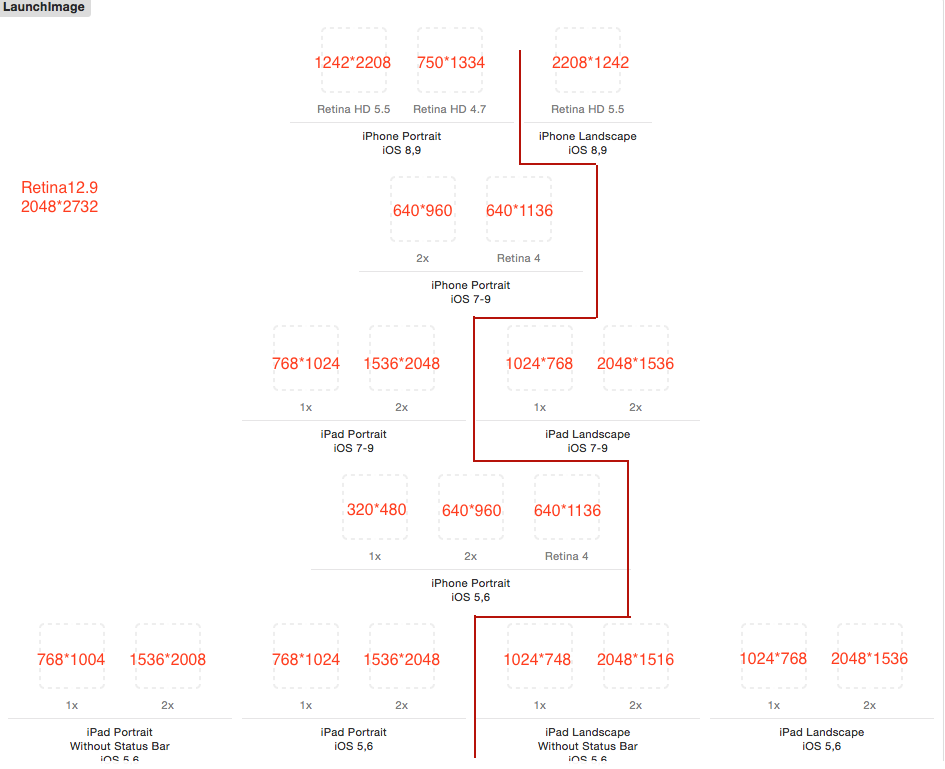 LaunchImage
1242*2208 750*1334 2208*1242
Retina HD 5.5 Retina HD 4.7 Retina HD 5.5
iPhone Portrait iPhone Landscape
iOS 8,9 iOS 8,9
Retina12.9
2048*2732
640*960 640*1136
2x Retina 4
iPhone Portrait
iOS 7-9
768*1024 1536*2048 1024*768 2048*1536
1x 2x 1x 2x
iPad Portrait iPad Landscape
iOS 7-9 iOS 7-9
320*480 640*960 640*1136
1x 2x Retina 4
iPhone Portrait
iOS 5,6
768*1004 1536*2008 768*1024 1536*2048 1024*748 2048*1516 1024*768 2048*1536
1x 2x 1x 2x 1x 2x 1x 2x
iPad Portrait iPad Portrait iPad Landscape iPad Landscape
Without Status Bar iOS 5,6 Without Status Bar iOS 5,6
iOS 5,6 iOS 5,6